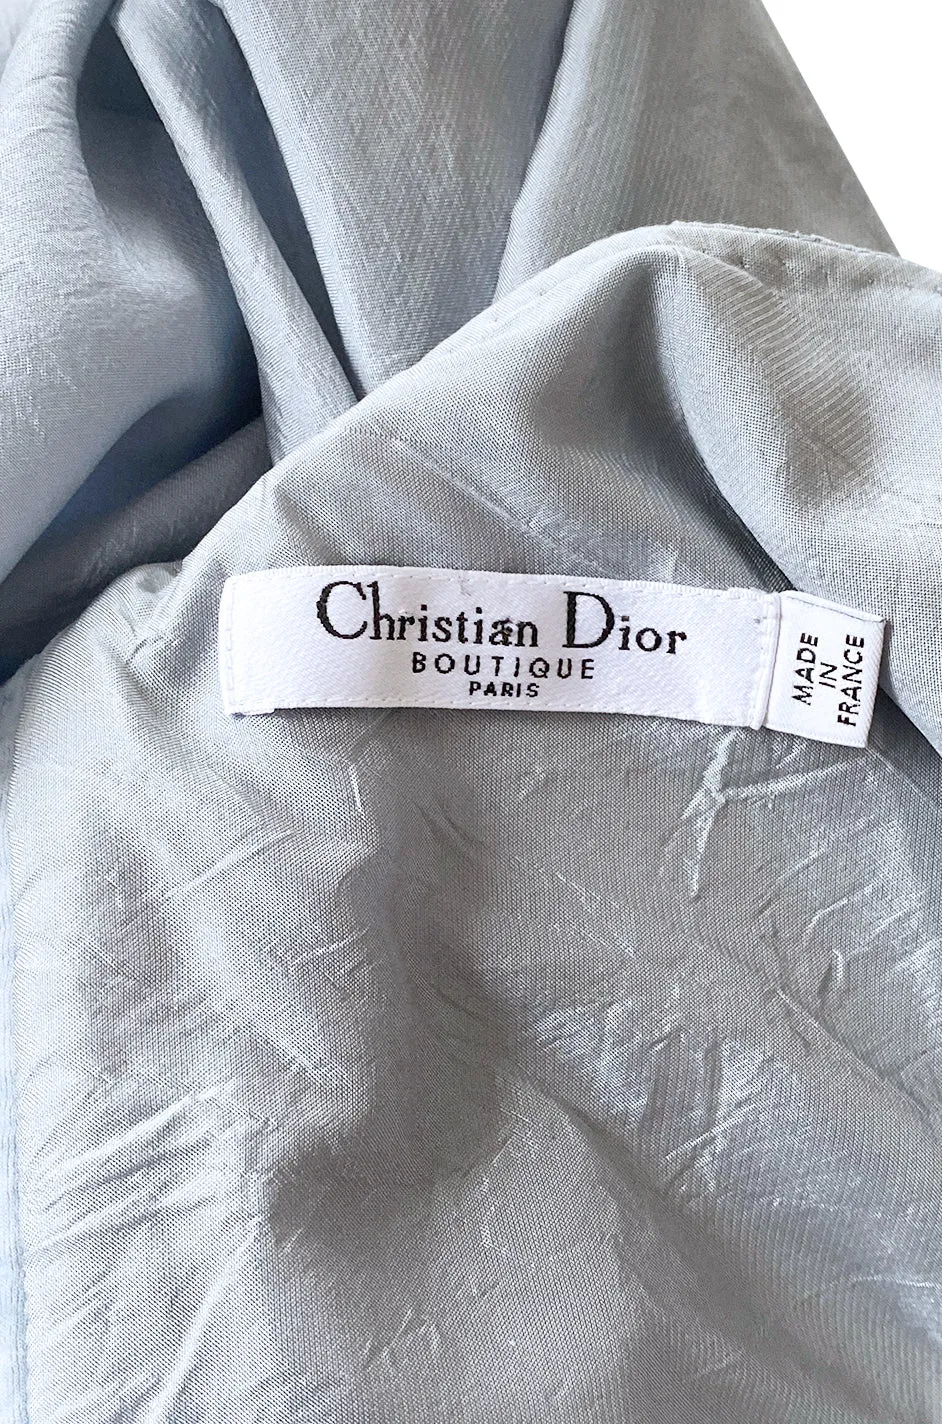 Christian Dior
BOUTIQUE
PARIS
MADE
IN
FRANCE